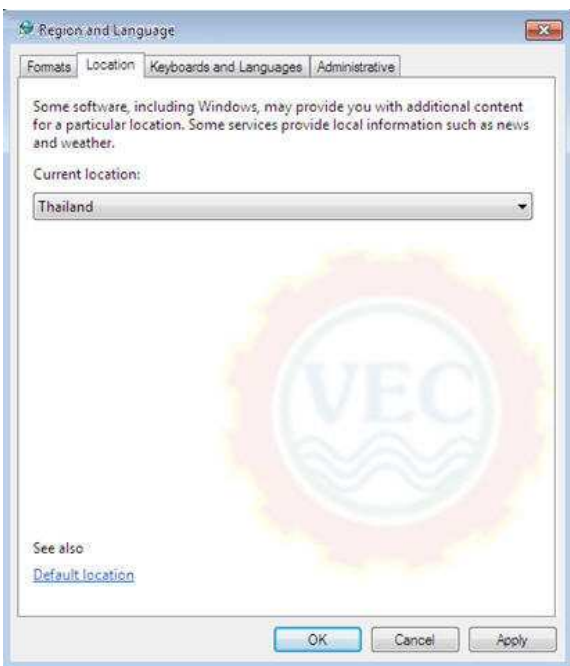 Region and Language
Formats Location Keyboards and Languages Administrative
Some software, including Windows, may provide you with additional content
for a particular location. Some services provide local information such as news
and weather.
Current location:
Thailand
VEC
See also
Default location
OK Cancel Apply